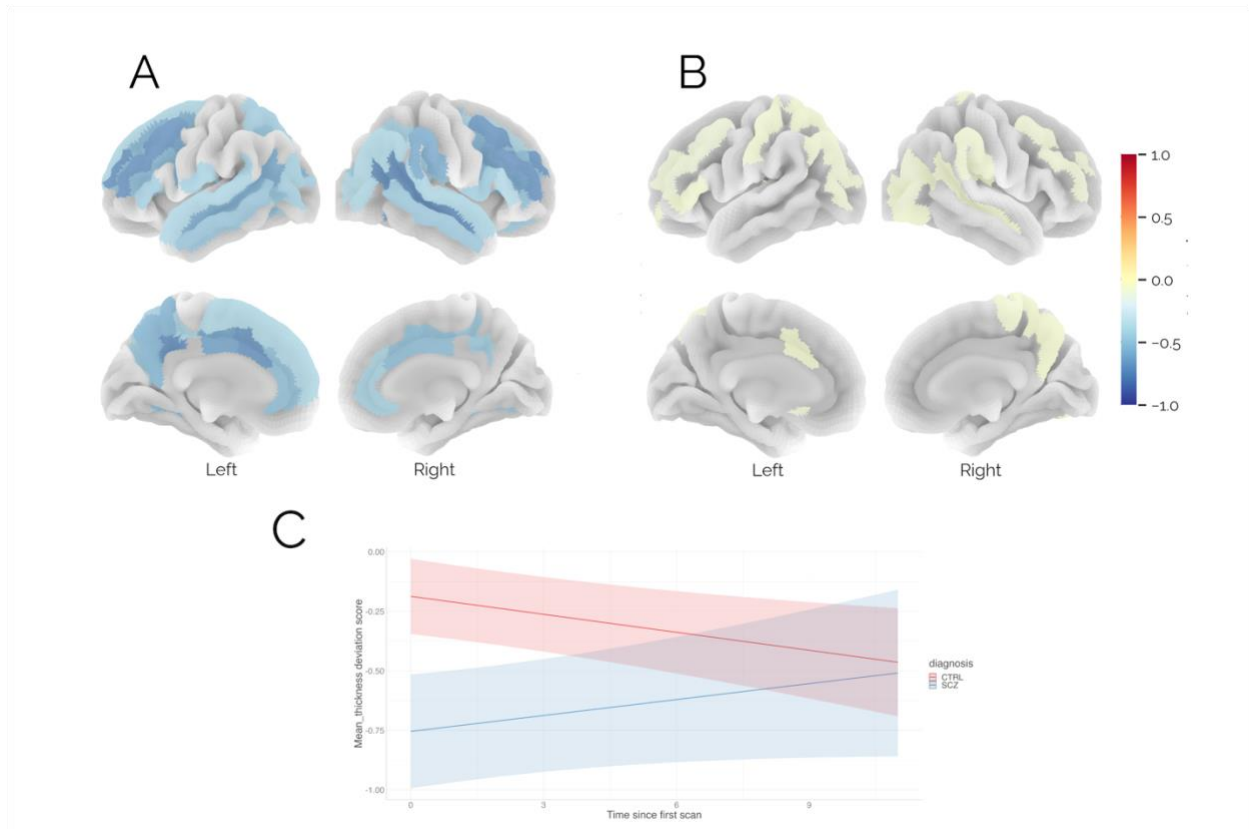 A
B
1.0
0.5
0.0
−0.5
−1.0
Left
Right
Left
Right
C
0.00
-0.25
-0.50
-0.75
-1.00
Mean_thickness deviation score
0
3
6
9
Time since first scan
diagnosis
CTRL
SCZ